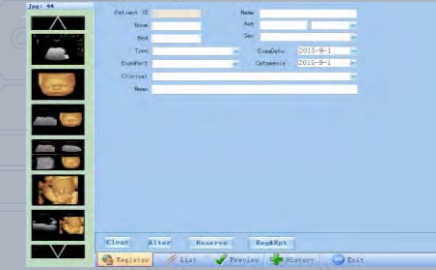 Jpg: 44
Patient ID Name
Room Age
Bed Sex
Type ExamDate 2015-9-1
ExamPart Catamenia 2015-9-1
Clinical
Memo
Clear Alter Reserve Reg&Rpt
Register List Preview History Exit